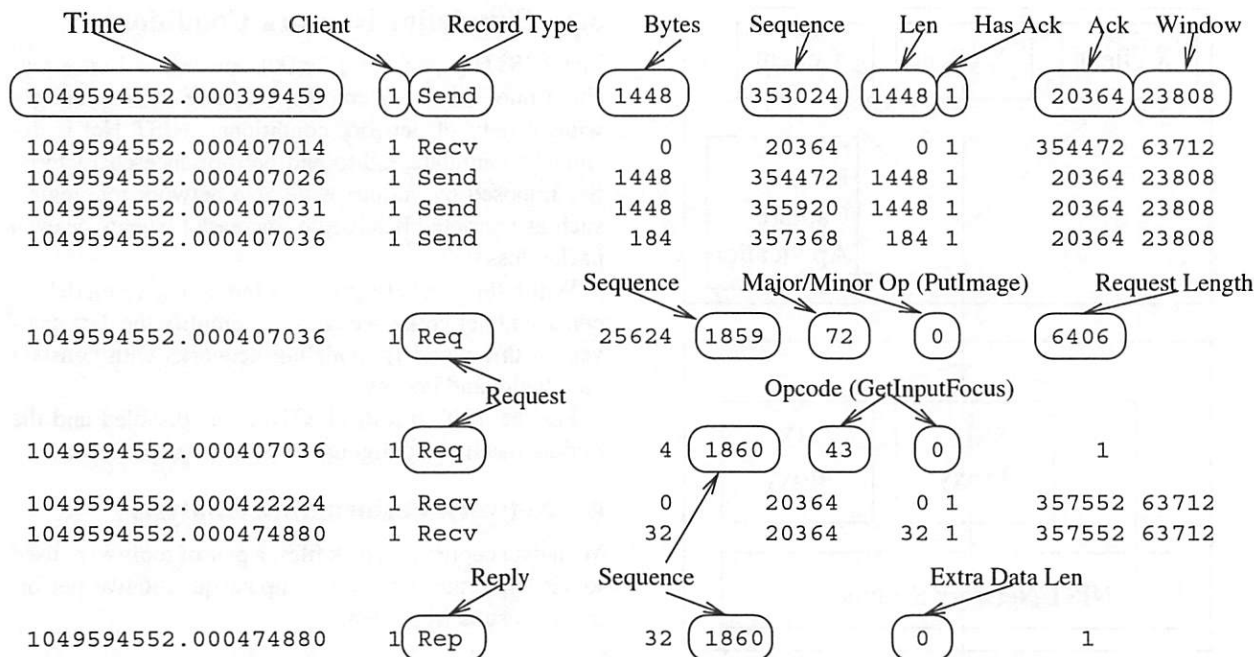 Time Client Record Type Bytes Sequence Len Has Ack Ack Window
1049594552.000399459 1 Send 1448 353024 1448 1 20364 23808
1049594552.000407014 1 Recv 0 20364 0 1 354472 63712
1049594552.000407026 1 Send 1448 354472 1448 1 20364 23808
1049594552.000407031 1 Send 1448 355920 1448 1 20364 23808
1049594552.000407036 1 Send 184 357368 184 1 20364 23808
Sequence Major/Minor Op (PutImage) Request Length
1049594552.000407036 1 Req 25624 1859 72 0 6406
Request Opcode (GetInputFocus)
1049594552.000407036 1 Req 4 1860 43 0 1
1049594552.000422224 1 Recv 0 20364 0 1 357552 63712
1049594552.000474880 1 Recv 32 20364 32 1 357552 63712
Reply Sequence Extra Data Len
1049594552.000474880 1 Rep 32 1860 0 1